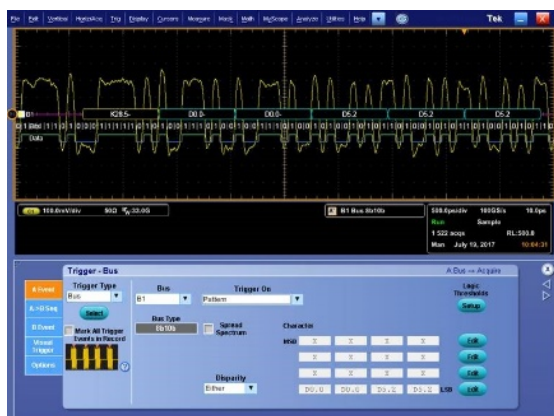 File Edit Vertical Horiz/Acq Trig Display Cursors Measure Mask Math MyScope Analyze Utilities Help Tek
B1 K28.5- D0.0- D0.0- D5.2 D5.2 D5.2
Data
100.0mV/div 50Ω 33.0G
B1 Bus 8b10b
500.0ps/div 100GS/s 10.0ps
Run Sample
1 522 acqs RL:500.0
Man July 19, 2017 10:04:31
Trigger - Bus A:Bus → Acquire
A Event
A->B Seq
B Event
Visual Trigger
Options
Trigger Type
Bus
Select
Mark All Trigger
Events in Record
Bus
B1
Bus Type
8b10b
Trigger On
Pattern
Spread
Spectrum
Disparity
Either
Character
MSD X X X X Edit
X X X X Edit
X X X X Edit
D0.0 D0.0 D5.2 D5.2 LSD Edit
Logic
Thresholds
Setup